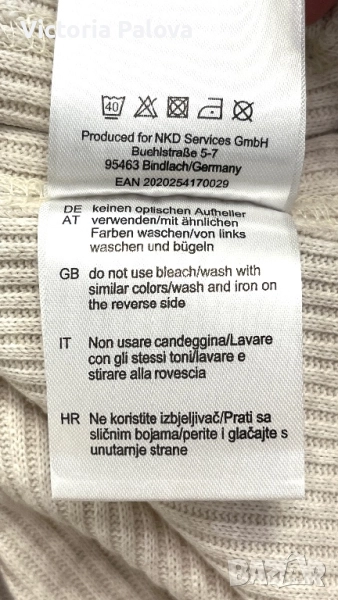 Victoria Palova
40
Produced for NKD Services GmbH
Buehlstraße 5-7
95463 Bindlach/Germany
EAN 2020254170029
DE keinen optischen Aufheller
AT verwenden/mit ähnlichen
Farben waschen/von links
waschen und bügeln
GB do not use bleach/wash with
similar colors/wash and iron on
the reverse side
IT Non usare candeggina/Lavare
con gli stessi toni/lavare e
stirare alla rovescia
HR Ne koristite izbjeljivač/Prati sa
sličnim bojama/perite i glačajte s
unutarnje strane
bazar